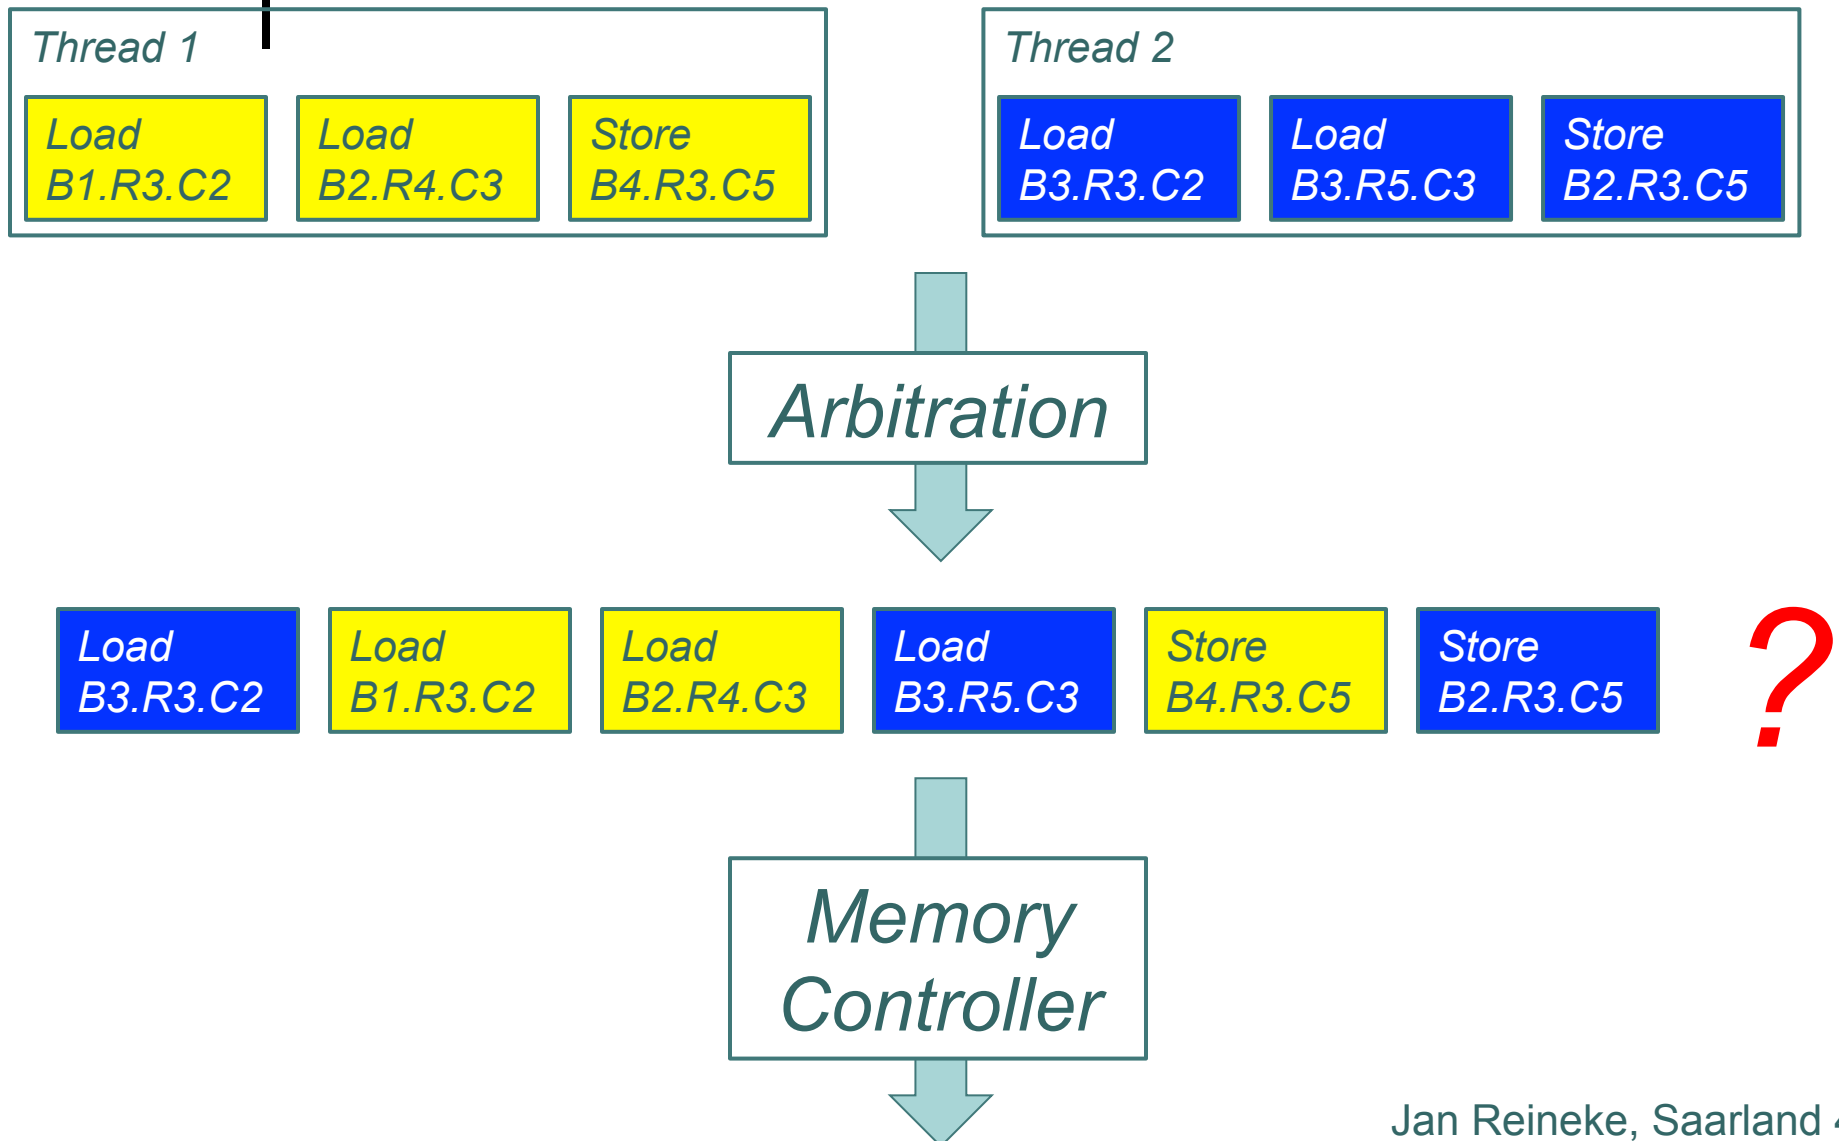 Thread 1
Load
B1.R3.C2
Load
B2.R4.C3
Store
B4.R3.C5
Thread 2
Load
B3.R3.C2
Load
B3.R5.C3
Store
B2.R3.C5
Arbitration
Load
B3.R3.C2
Load
B1.R3.C2
Load
B2.R4.C3
Load
B3.R5.C3
Store
B4.R3.C5
Store
B2.R3.C5
?
Memory
Controller
Jan Reineke, Saarland